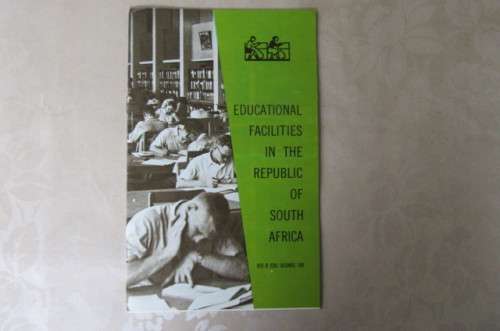 EDUCATIONAL
FACILITIES
IN THE
REPUBLIC
OF
SOUTH
AFRICA